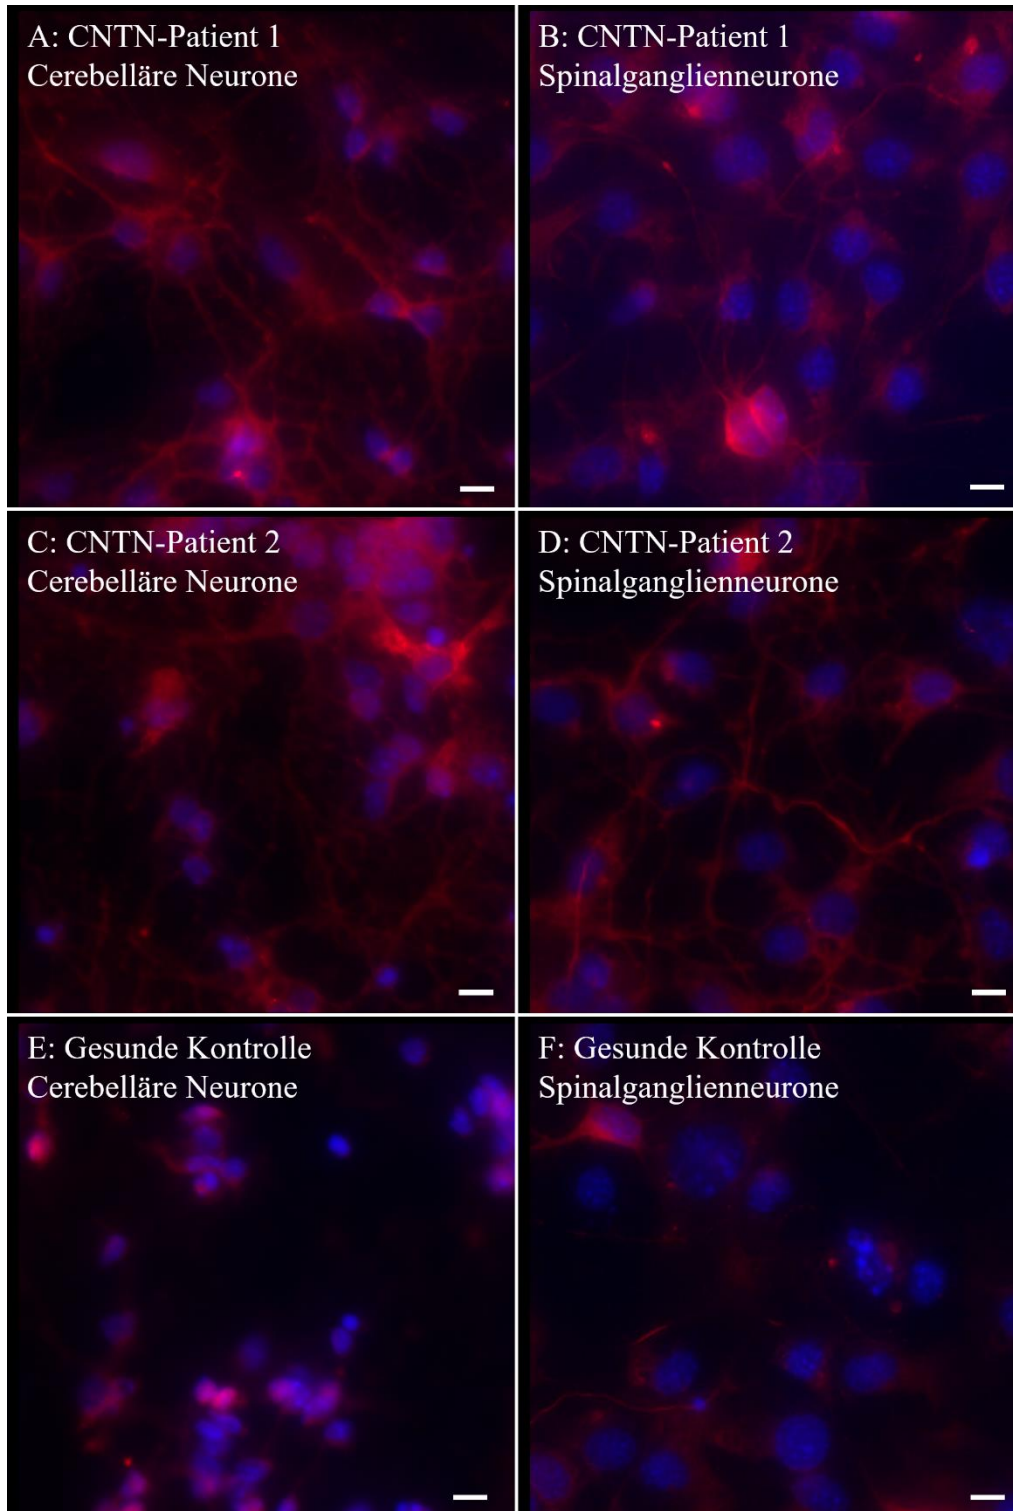 A: CNTN-Patient 1
Cerebelläre Neurone
B: CNTN-Patient 1
Spinalganglienneurone
C: CNTN-Patient 2
Cerebelläre Neurone
D: CNTN-Patient 2
Spinalganglienneurone
E: Gesunde Kontrolle
Cerebelläre Neurone
F: Gesunde Kontrolle
Spinalganglienneurone